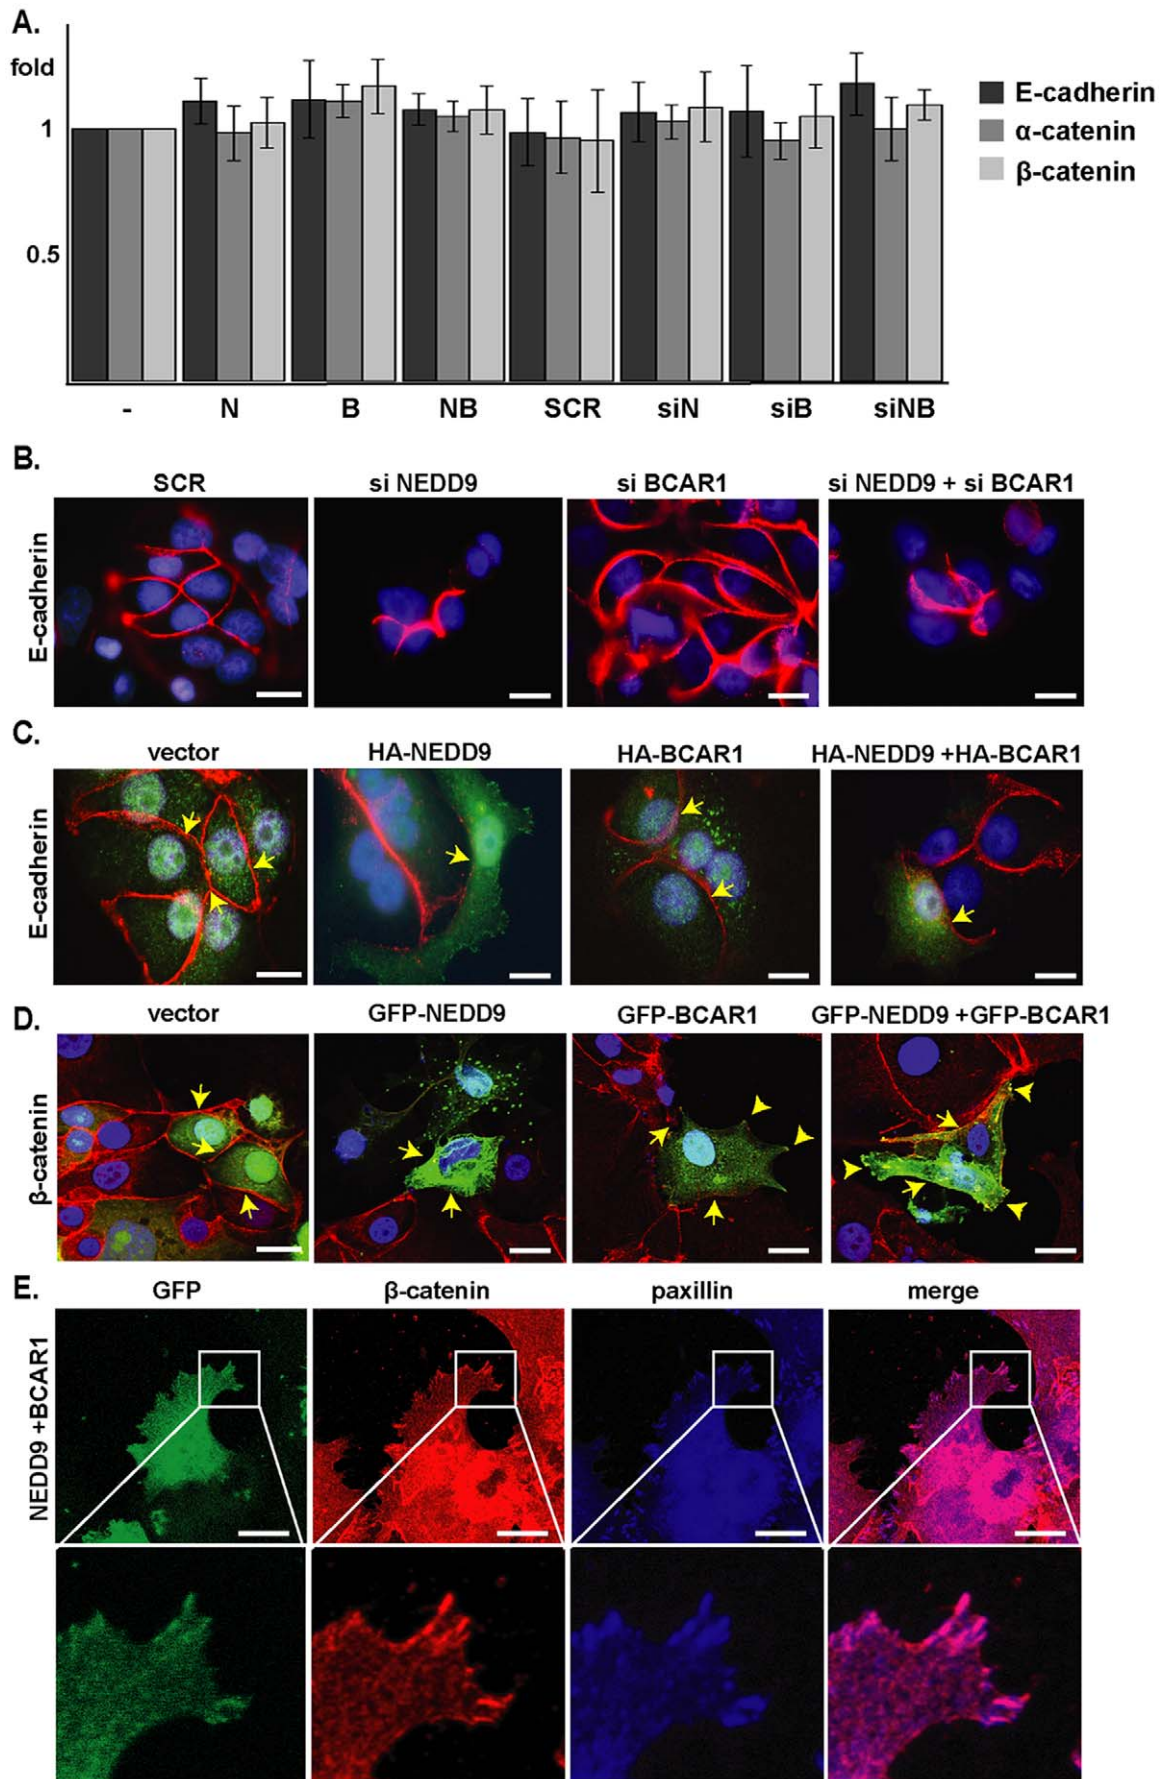 A.
fold
1
0.5
E-cadherin
α-catenin
β-catenin
- N B NB SCR siN siB siNB
B.
SCR si NEDD9 si BCAR1 si NEDD9 + si BCAR1
E-cadherin
C.
vector HA-NEDD9 HA-BCAR1 HA-NEDD9 +HA-BCAR1
E-cadherin
D.
vector GFP-NEDD9 GFP-BCAR1 GFP-NEDD9 +GFP-BCAR1
β-catenin
E.
GFP β-catenin paxillin merge
NEDD9 +BCAR1